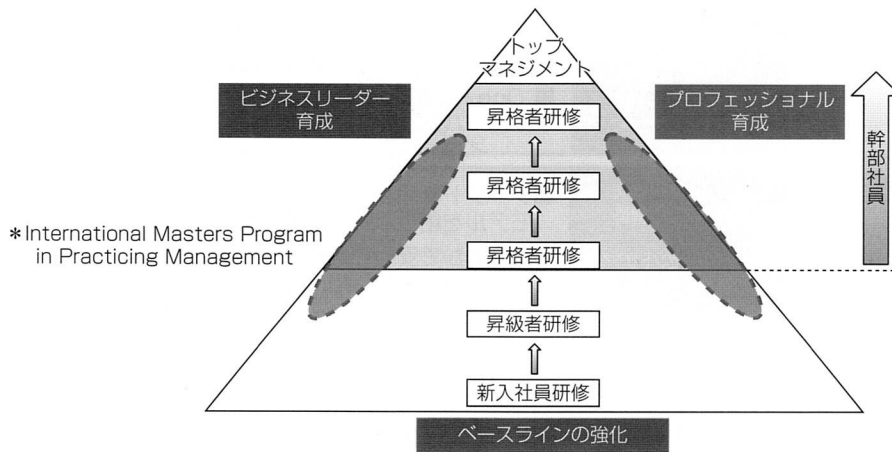 トップ
マネジメント
ビジネスリーダー
育成
プロフェッショナル
育成
昇格者研修
昇格者研修
昇格者研修
昇級者研修
新入社員研修
幹部社員
*International Masters Program
in Practicing Management
ベースラインの強化